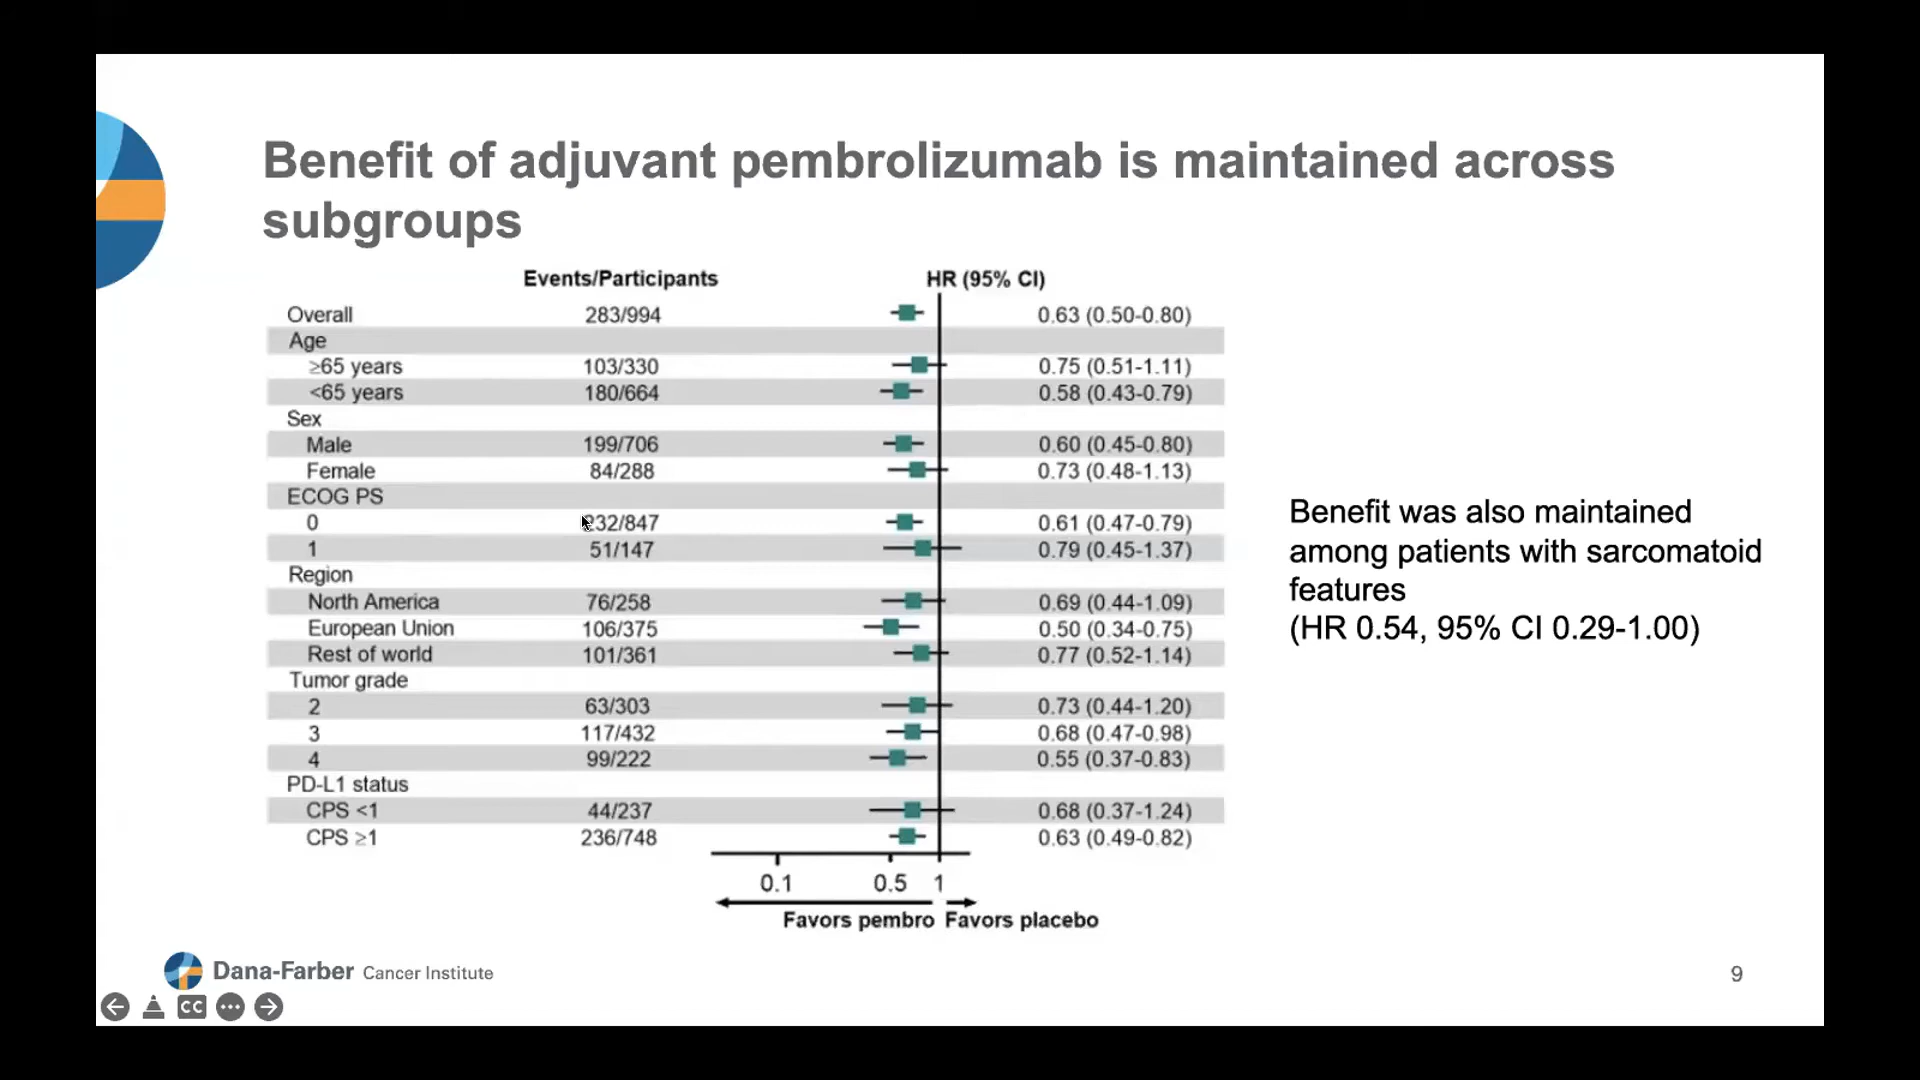 Benefit of adjuvant pembrolizumab is maintained across
subgroups
Events/Participants HR (95% CI)
Overall 283/994 0.63 (0.50-0.80)
Age
≥65 years 103/330 0.75 (0.51-1.11)
<65 years 180/664 0.58 (0.43-0.79)
Sex
Male 199/706 0.60 (0.45-0.80)
Female 84/288 0.73 (0.48-1.13)
ECOG PS
0 232/847 0.61 (0.47-0.79)
1 51/147 0.79 (0.45-1.37)
Region
North America 76/258 0.69 (0.44-1.09)
European Union 106/375 0.50 (0.34-0.75)
Rest of world 101/361 0.77 (0.52-1.14)
Tumor grade
2 63/303 0.73 (0.44-1.20)
3 117/432 0.68 (0.47-0.98)
4 99/222 0.55 (0.37-0.83)
PD-L1 status
CPS <1 44/237 0.68 (0.37-1.24)
CPS ≥1 236/748 0.63 (0.49-0.82)
0.1 0.5 1
Favors pembro Favors placebo
Benefit was also maintained
among patients with sarcomatoid
features
(HR 0.54, 95% CI 0.29-1.00)
Dana-Farber Cancer Institute
9
CC